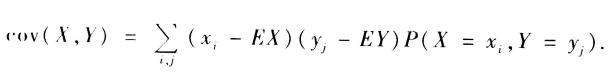 cov(X,Y) = ∑_{i,j} (x_i − EX)(y_j − EY)P(X = x_i, Y = y_j).